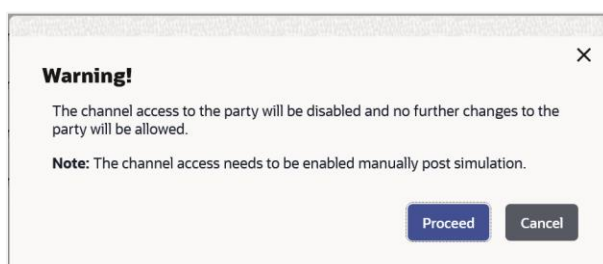 Warning!
The channel access to the party will be disabled and no further changes to the
party will be allowed.
Note: The channel access needs to be enabled manually post simulation.
Proceed Cancel